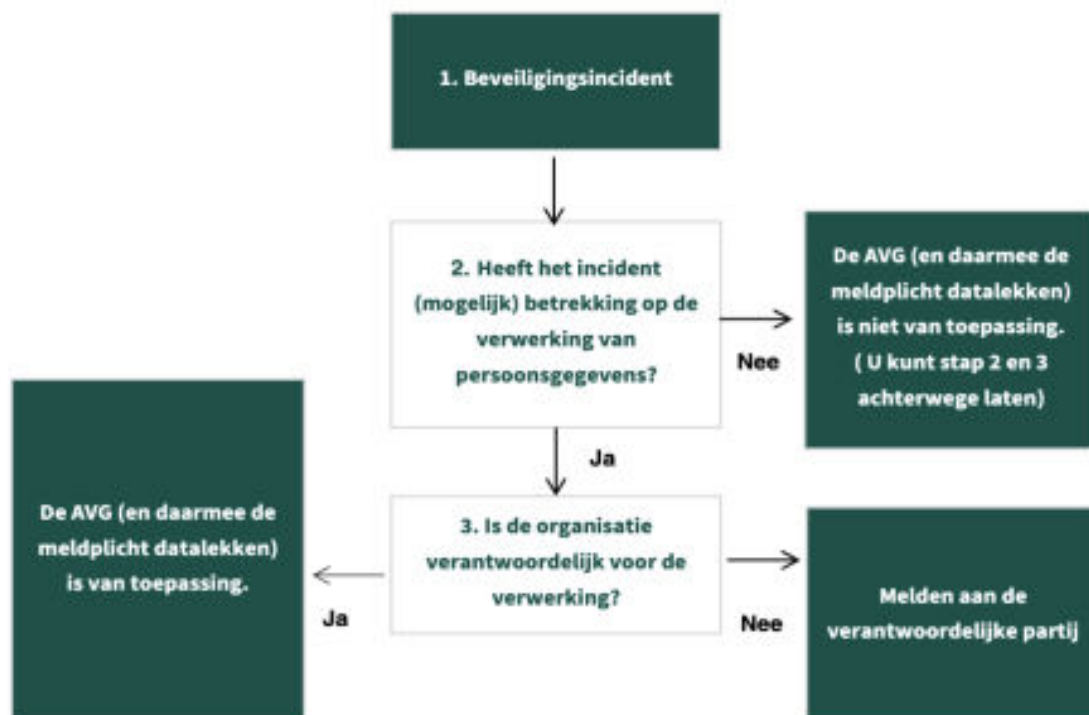 1. Beveiligingsincident
2. Heeft het incident
(mogelijk) betrekking op de
verwerking van
persoonsgegevens?
Nee
De AVG (en daarmee de
meldplicht datalekken)
is niet van toepassing.
( U kunt stap 2 en 3
achterwege laten)
Ja
3. Is de organisatie
verantwoordelijk voor de
verwerking?
Ja
De AVG (en daarmee de
meldplicht datalekken)
is van toepassing.
Nee
Melden aan de
verantwoordelijke partij